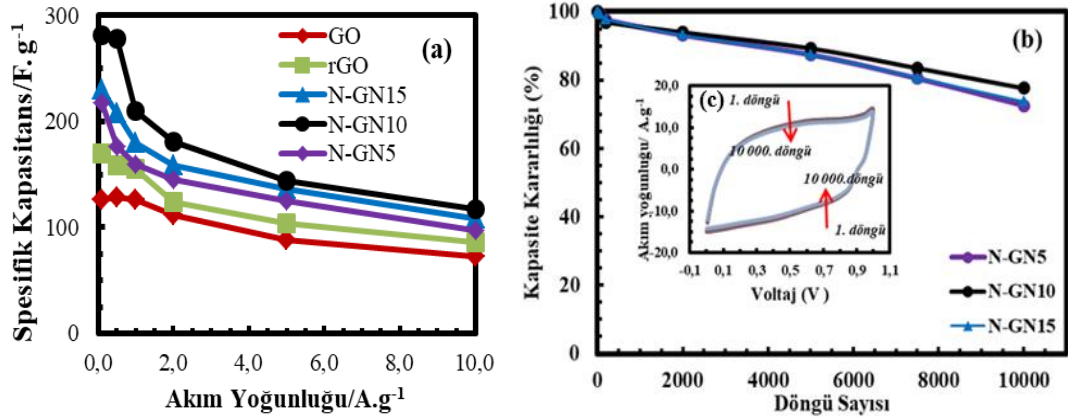 (a)
GO
rGO
N-GN15
N-GN10
N-GN5
Spesifik Kapasitans/F.g-1
300
250
200
150
100
50
0
0,0 2,0 4,0 6,0 8,0 10,0
Akım Yoğunluğu/A.g-1
(b)
Kapasite Kararlılığı (%)
100
80
60
40
20
0
0 2000 4000 6000 8000 10000
Döngü Sayısı
N-GN5
N-GN10
N-GN15
(c)
Akım yoğunluğu/ A.g-1
20,0
10,0
0,0
-10,0
-20,0
1. döngü
10 000. döngü
10 000.döngü
1. döngü
-0,1 0,1 0,3 0,5 0,7 0,9 1,1
Voltaj (V )